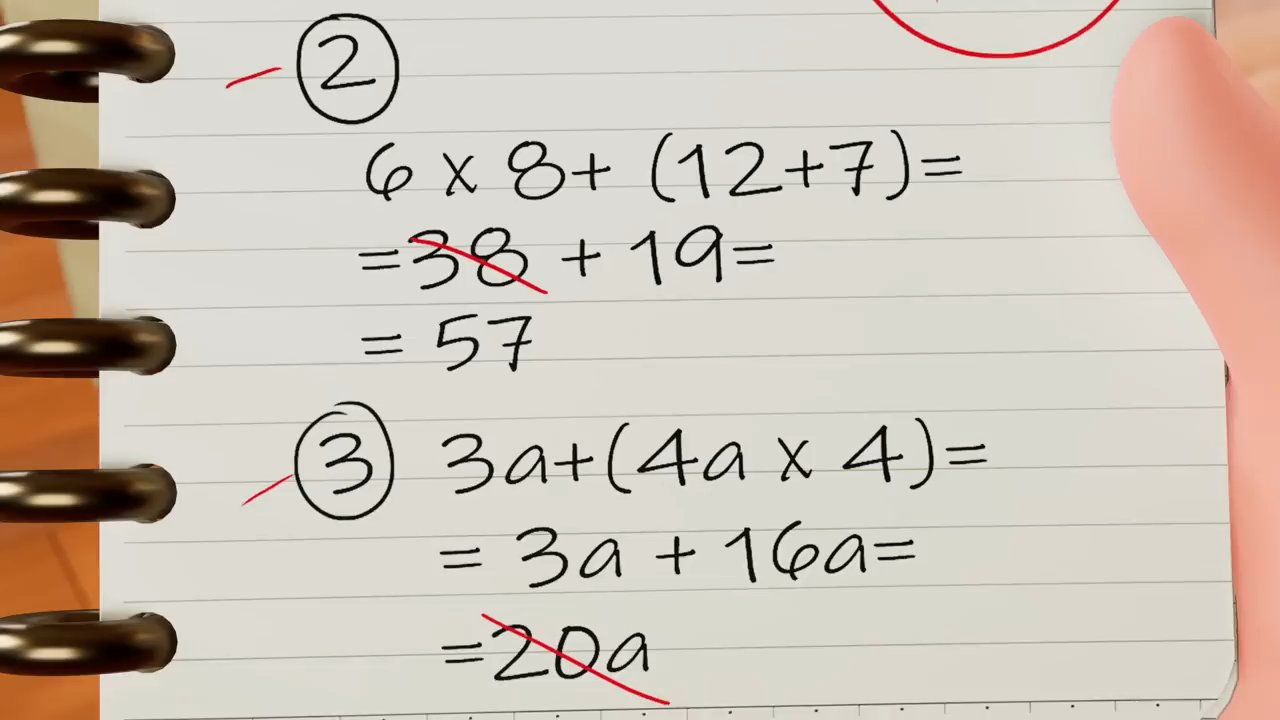 2
6 x 8+ (12+7)=
=38 + 19=
= 57
3 3a+(4a x 4)=
= 3a + 16a=
=20a